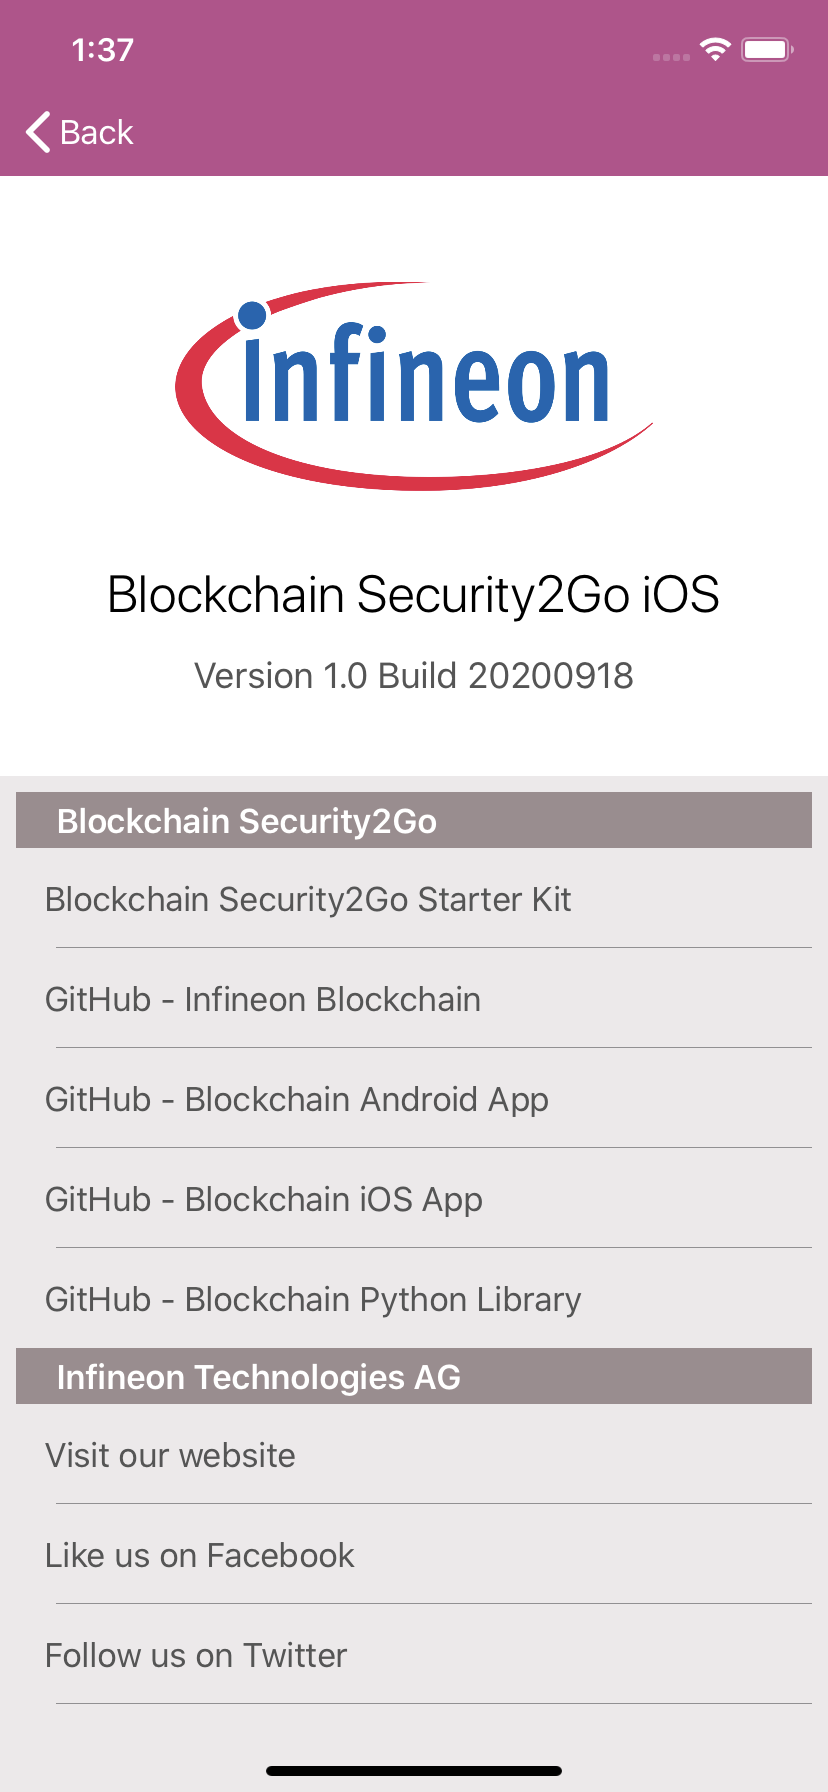 1:37
Back
infineon
Blockchain Security2Go iOS
Version 1.0 Build 20200918
Blockchain Security2Go
Blockchain Security2Go Starter Kit
GitHub - Infineon Blockchain
GitHub - Blockchain Android App
GitHub - Blockchain iOS App
GitHub - Blockchain Python Library
Infineon Technologies AG
Visit our website
Like us on Facebook
Follow us on Twitter